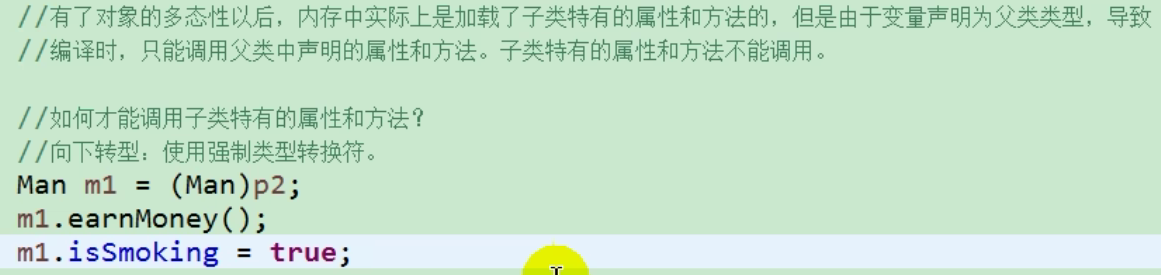 //有了对象的多态性以后，内存中实际上是加载了子类特有的属性和方法的，但是由于变量声明为父类类型，导致
//编译时，只能调用父类中声明的属性和方法。子类特有的属性和方法不能调用。
//如何才能调用子类特有的属性和方法？
//向下转型：使用强制类型转换符。
Man m1 = (Man)p2;
m1.earnMoney();
m1.isSmoking = true;